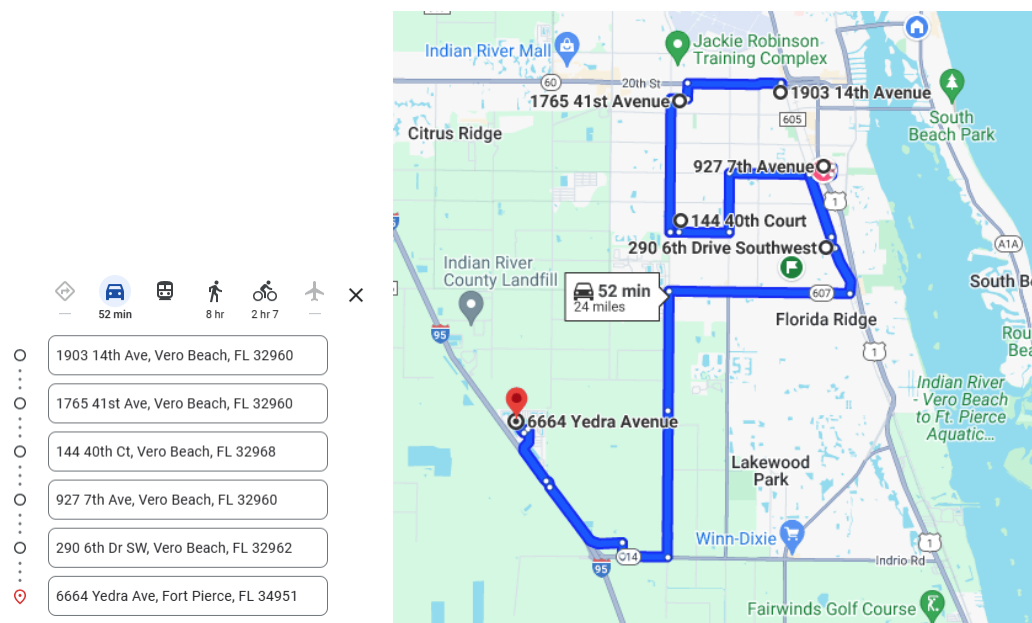 52 min
8 hr
2 hr 7
1903 14th Ave, Vero Beach, FL 32960
1765 41st Ave, Vero Beach, FL 32960
144 40th Ct, Vero Beach, FL 32968
927 7th Ave, Vero Beach, FL 32960
290 6th Dr SW, Vero Beach, FL 32962
6664 Yedra Ave, Fort Pierce, FL 34951
Indian River Mall
Jackie Robinson
Training Complex
60
20th St
1765 41st Avenue
1903 14th Avenue
605
South
Beach Park
Citrus Ridge
927 7th Avenue
1
144 40th Court
290 6th Drive Southwest
A1A
Indian River
County Landfill
52 min
24 miles
607
South B
Florida Ridge
95
Rou
Bea
1
Indian River
- Vero Beach
to Ft. Pierce
Aquatic...
6664 Yedra Avenue
Lakewood
Park
Winn-Dixie
1
614
Indrio Rd
95
Fairwinds Golf Course